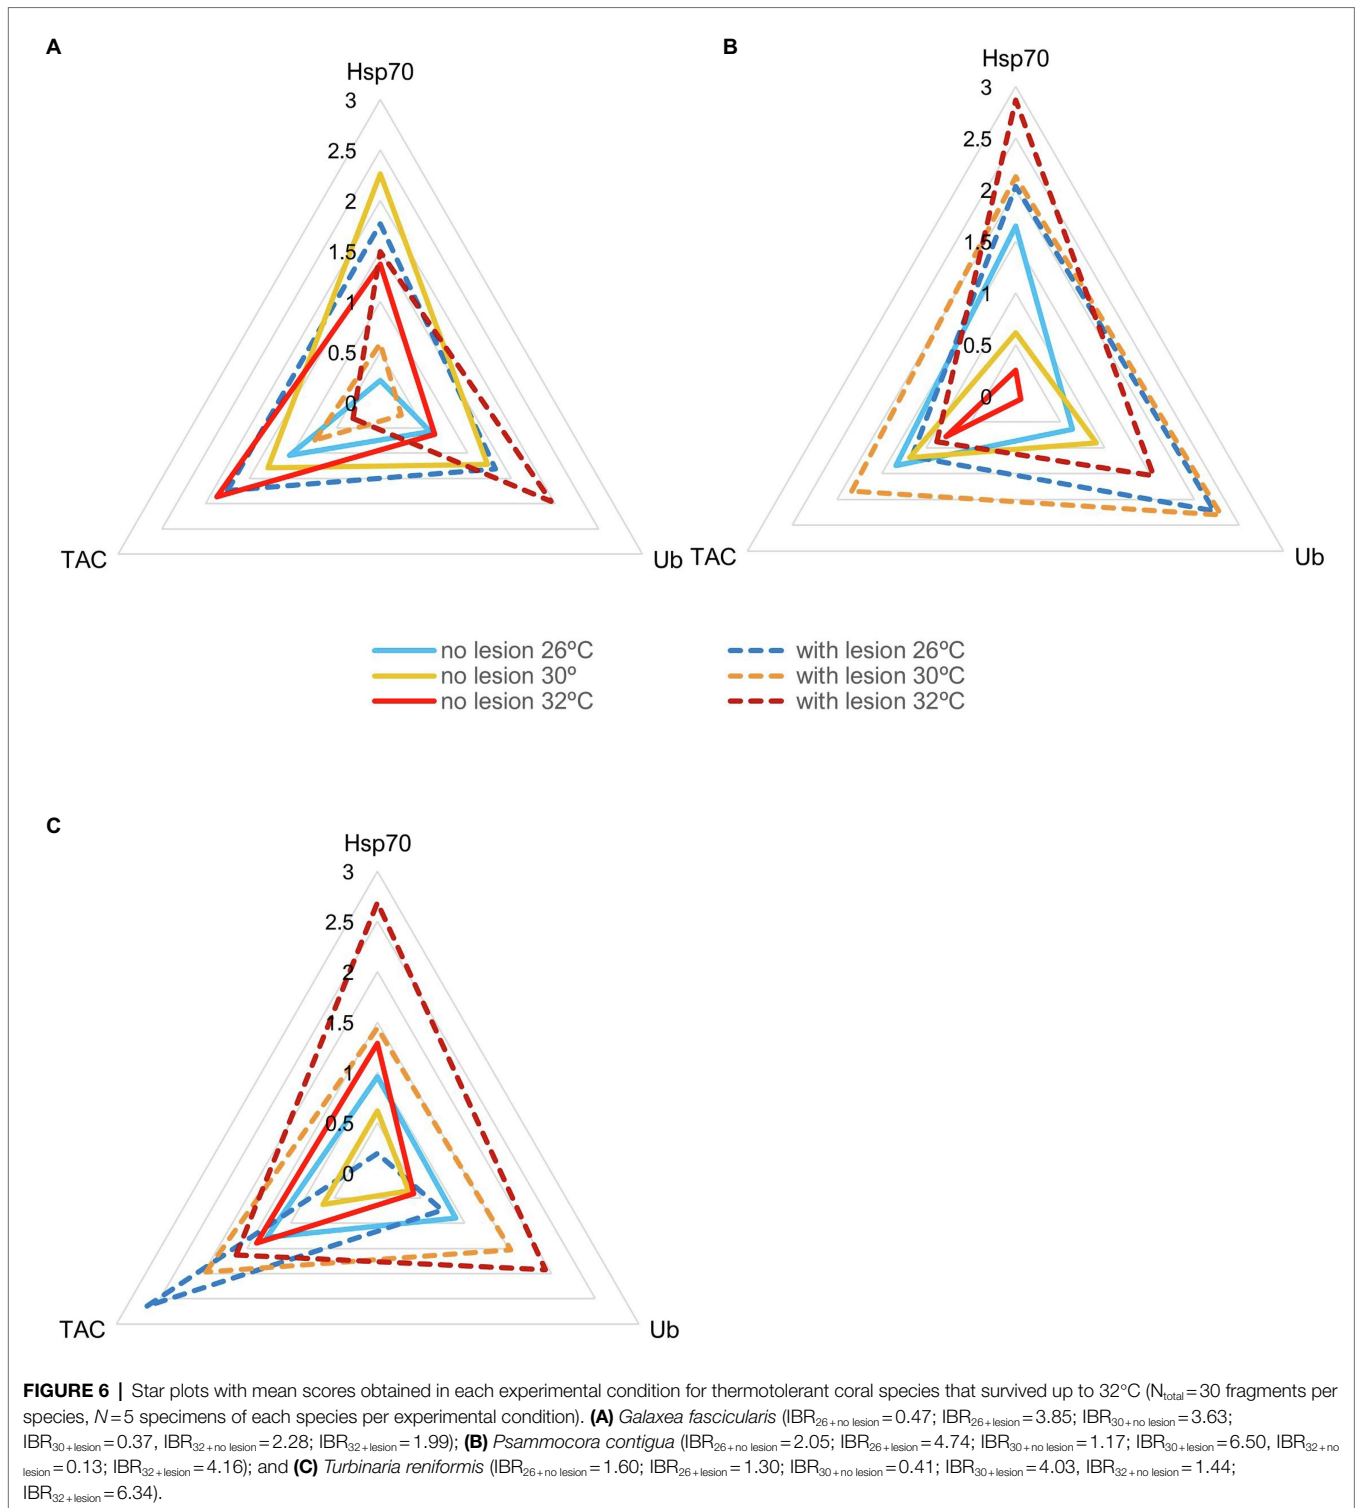 A
Hsp70
3
2.5
2
1.5
1
0.5
0
TAC
Ub
B
Hsp70
3
2.5
2
1.5
1
0.5
0
TAC
Ub
no lesion 26ºC
no lesion 30º
no lesion 32ºC
with lesion 26ºC
with lesion 30ºC
with lesion 32ºC
C
Hsp70
3
2.5
2
1.5
1
0.5
0
TAC
Ub
FIGURE 6 | Star plots with mean scores obtained in each experimental condition for thermotolerant coral species that survived up to 32°C (Ntotal = 30 fragments per
species, N = 5 specimens of each species per experimental condition). (A) Galaxea fascicularis (IBR26 + no lesion = 0.47; IBR26 + lesion = 3.85; IBR30 + no lesion = 3.63;
IBR30 + lesion = 0.37, IBR32 + no lesion = 2.28; IBR32 + lesion = 1.99); (B) Psammocora contigua (IBR26 + no lesion = 2.05; IBR26 + lesion = 4.74; IBR30 + no lesion = 1.17; IBR30 + lesion = 6.50, IBR32 + no
lesion = 0.13; IBR32 + lesion = 4.16); and (C) Turbinaria reniformis (IBR26 + no lesion = 1.60; IBR26 + lesion = 1.30; IBR30 + no lesion = 0.41; IBR30 + lesion = 4.03, IBR32 + no lesion = 1.44;
IBR32 + lesion = 6.34).